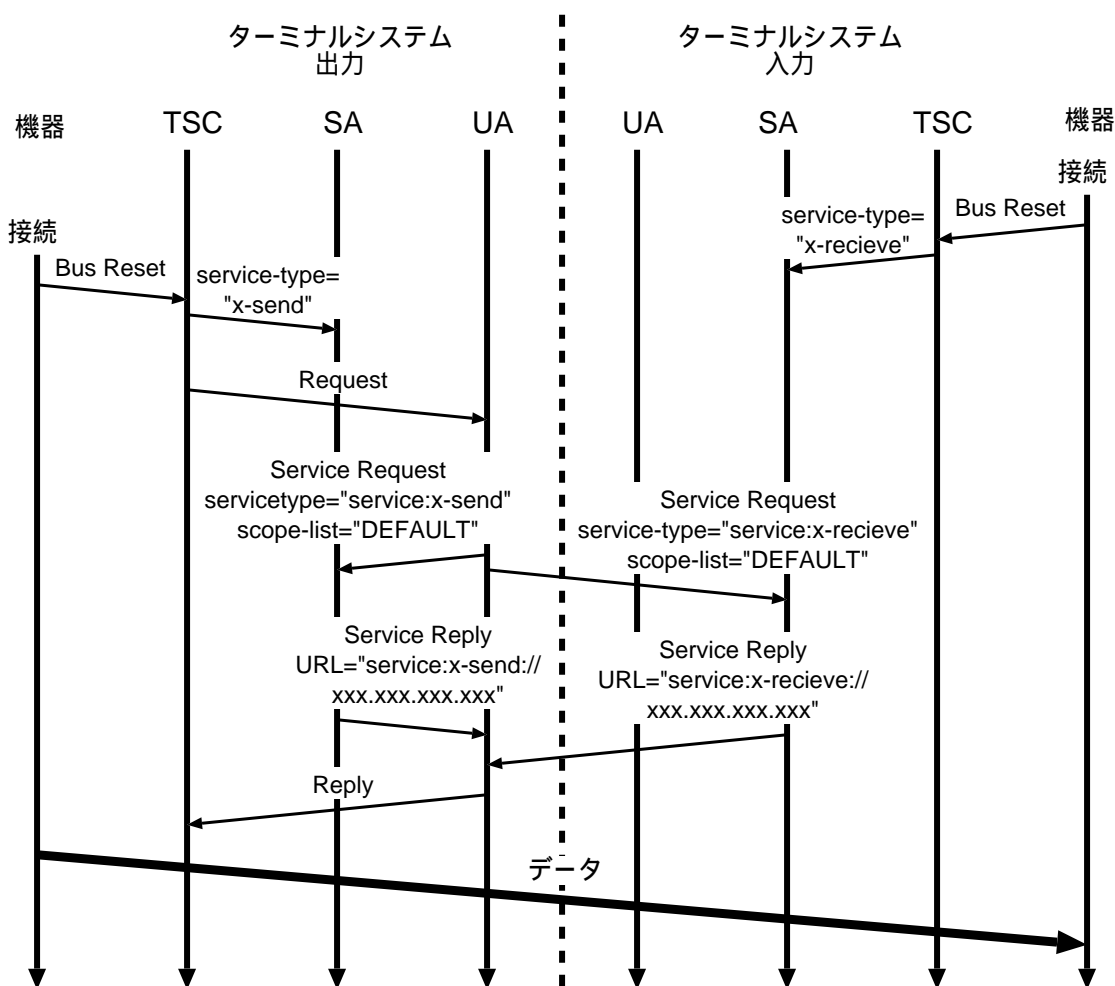 ターミナルシステム
出力
ターミナルシステム
入力
機器
TSC
SA
UA
UA
SA
TSC
機器
接続
接続
Bus Reset
service-type=
"x-recieve"
Bus Reset
service-type=
"x-send"
Request
Service Request
servicetype="service:x-send"
scope-list="DEFAULT"
Service Request
service-type="service:x-recieve"
scope-list="DEFAULT"
Service Reply
URL="service:x-send://
xxx.xxx.xxx.xxx"
Service Reply
URL="service:x-recieve://
xxx.xxx.xxx.xxx"
Reply
データ